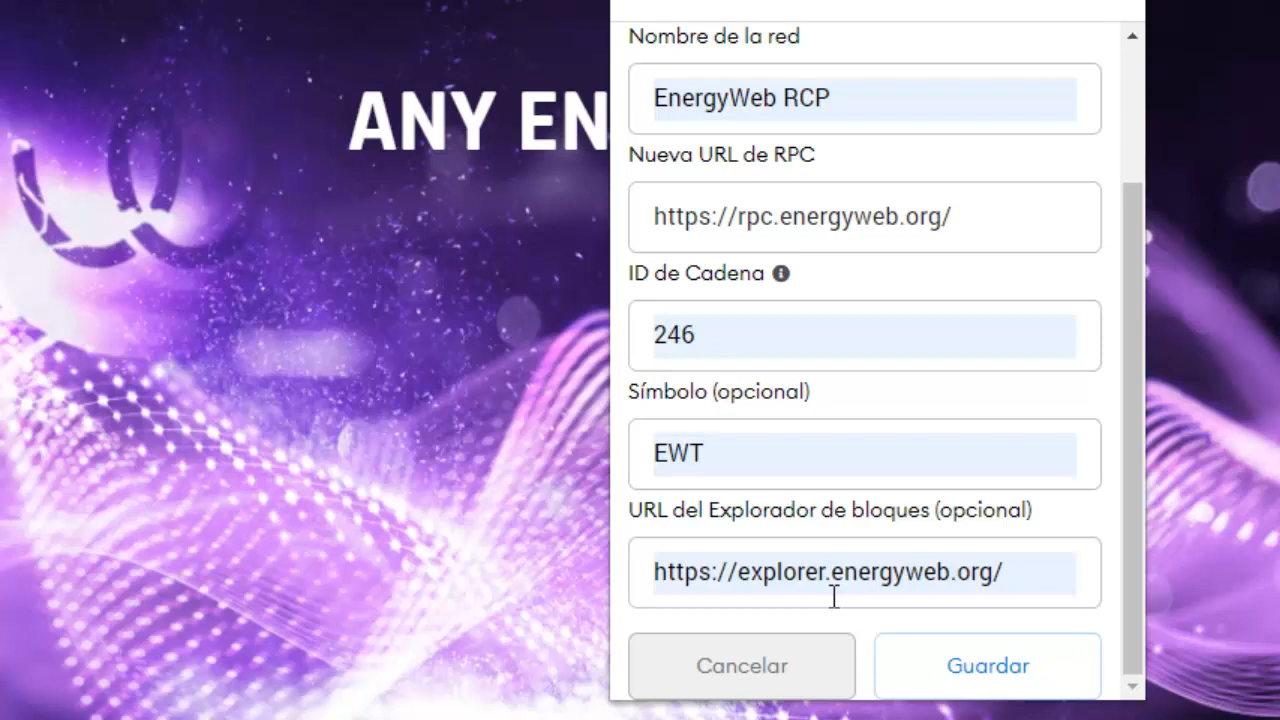 ANY EN
Nombre de la red
EnergyWeb RCP
Nueva URL de RPC
https://rpc.energyweb.org/
ID de Cadena
246
Símbolo (opcional)
EWT
URL del Explorador de bloques (opcional)
https://explorer.energyweb.org/
Cancelar
Guardar